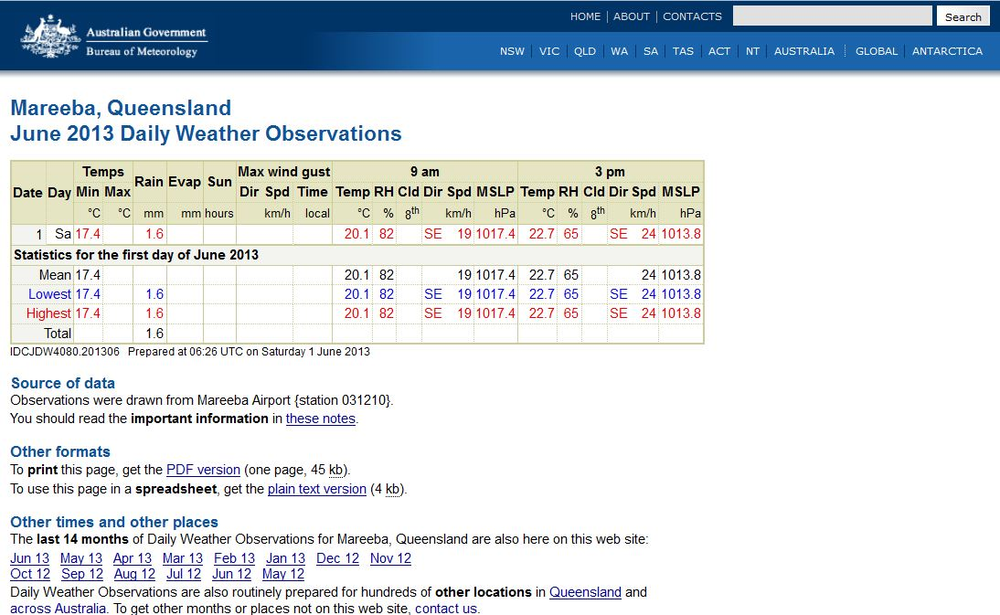 HOME | ABOUT | CONTACTS Search
Australian Government
Bureau of Meteorology
NSW | VIC | QLD | WA | SA | TAS | ACT | NT | AUSTRALIA | GLOBAL | ANTARCTICA
Mareeba, Queensland
June 2013 Daily Weather Observations
Temps Max wind gust 9 am 3 pm
Date Day Min Max Rain Evap Sun Dir Spd Time Temp RH Cld Dir Spd MSLP Temp RH Cld Dir Spd MSLP
°C °C mm mm hours km/h local °C % 8th km/h hPa °C % 8th km/h hPa
1 Sa 17.4 1.6 20.1 82 SE 19 1017.4 22.7 65 SE 24 1013.8
Statistics for the first day of June 2013
Mean 17.4 20.1 82 19 1017.4 22.7 65 24 1013.8
Lowest 17.4 1.6 20.1 82 SE 19 1017.4 22.7 65 SE 24 1013.8
Highest 17.4 1.6 20.1 82 SE 19 1017.4 22.7 65 SE 24 1013.8
Total 1.6
IDCJDW4080.201306 Prepared at 06:26 UTC on Saturday 1 June 2013
Source of data
Observations were drawn from Mareeba Airport {station 031210}.
You should read the important information in these notes.
Other formats
To print this page, get the PDF version (one page, 45 kb).
To use this page in a spreadsheet, get the plain text version (4 kb).
Other times and other places
The last 14 months of Daily Weather Observations for Mareeba, Queensland are also here on this web site:
Jun 13 May 13 Apr 13 Mar 13 Feb 13 Jan 13 Dec 12 Nov 12
Oct 12 Sep 12 Aug 12 Jul 12 Jun 12 May 12
Daily Weather Observations are also routinely prepared for hundreds of other locations in Queensland and
across Australia. To get other months or places not on this web site, contact us.